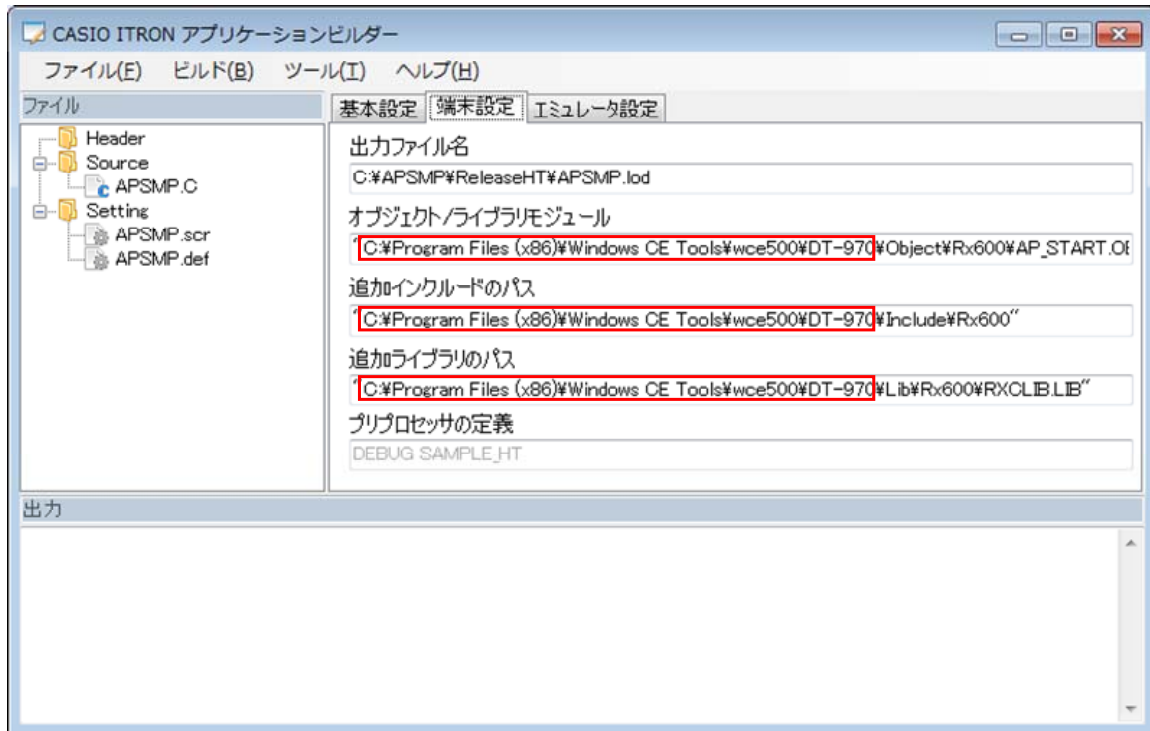 CASIO ITRON アプリケーションビルダー
ファイル(F) ビルド(B) ツール(T) ヘルプ(H)
ファイル
Header
Source
APSMP.C
Setting
APSMP.scr
APSMP.def
基本設定 端末設定 エミュレータ設定
出力ファイル名
C:¥APSMP¥ReleaseHT¥APSMP.lod
オブジェクト/ライブラリモジュール
"C:¥Program Files (x86)¥Windows CE Tools¥wce500¥DT-970¥Object¥Rx600¥AP_START.OB
追加インクルードのパス
"C:¥Program Files (x86)¥Windows CE Tools¥wce500¥DT-970¥Include¥Rx600"
追加ライブラリのパス
"C:¥Program Files (x86)¥Windows CE Tools¥wce500¥DT-970¥Lib¥Rx600¥RXCLIB.LIB"
プリプロセッサの定義
DEBUG SAMPLE_HT
出力